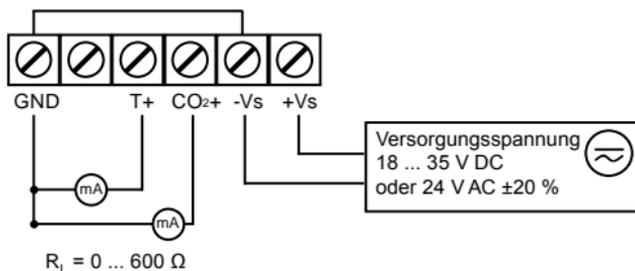 GND T+ CO2+ -Vs +Vs
Versorgungsspannung
18 ... 35 V DC
oder 24 V AC ±20 %
mA
mA
RL = 0 ... 600 Ω